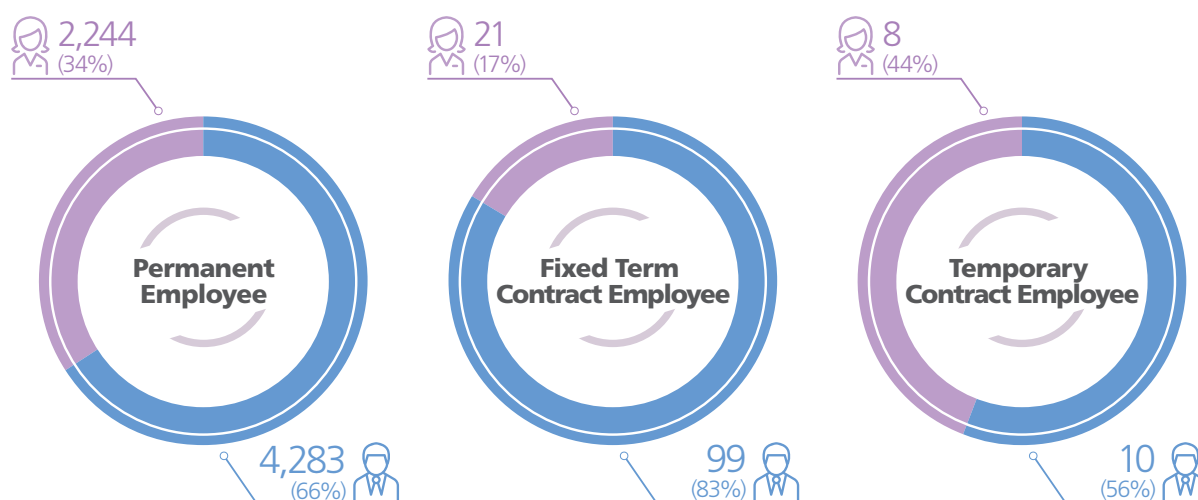 2,244
(34%)
Permanent
Employee
4,283
(66%)
21
(17%)
Fixed Term
Contract Employee
99
(83%)
8
(44%)
Temporary
Contract Employee
10
(56%)